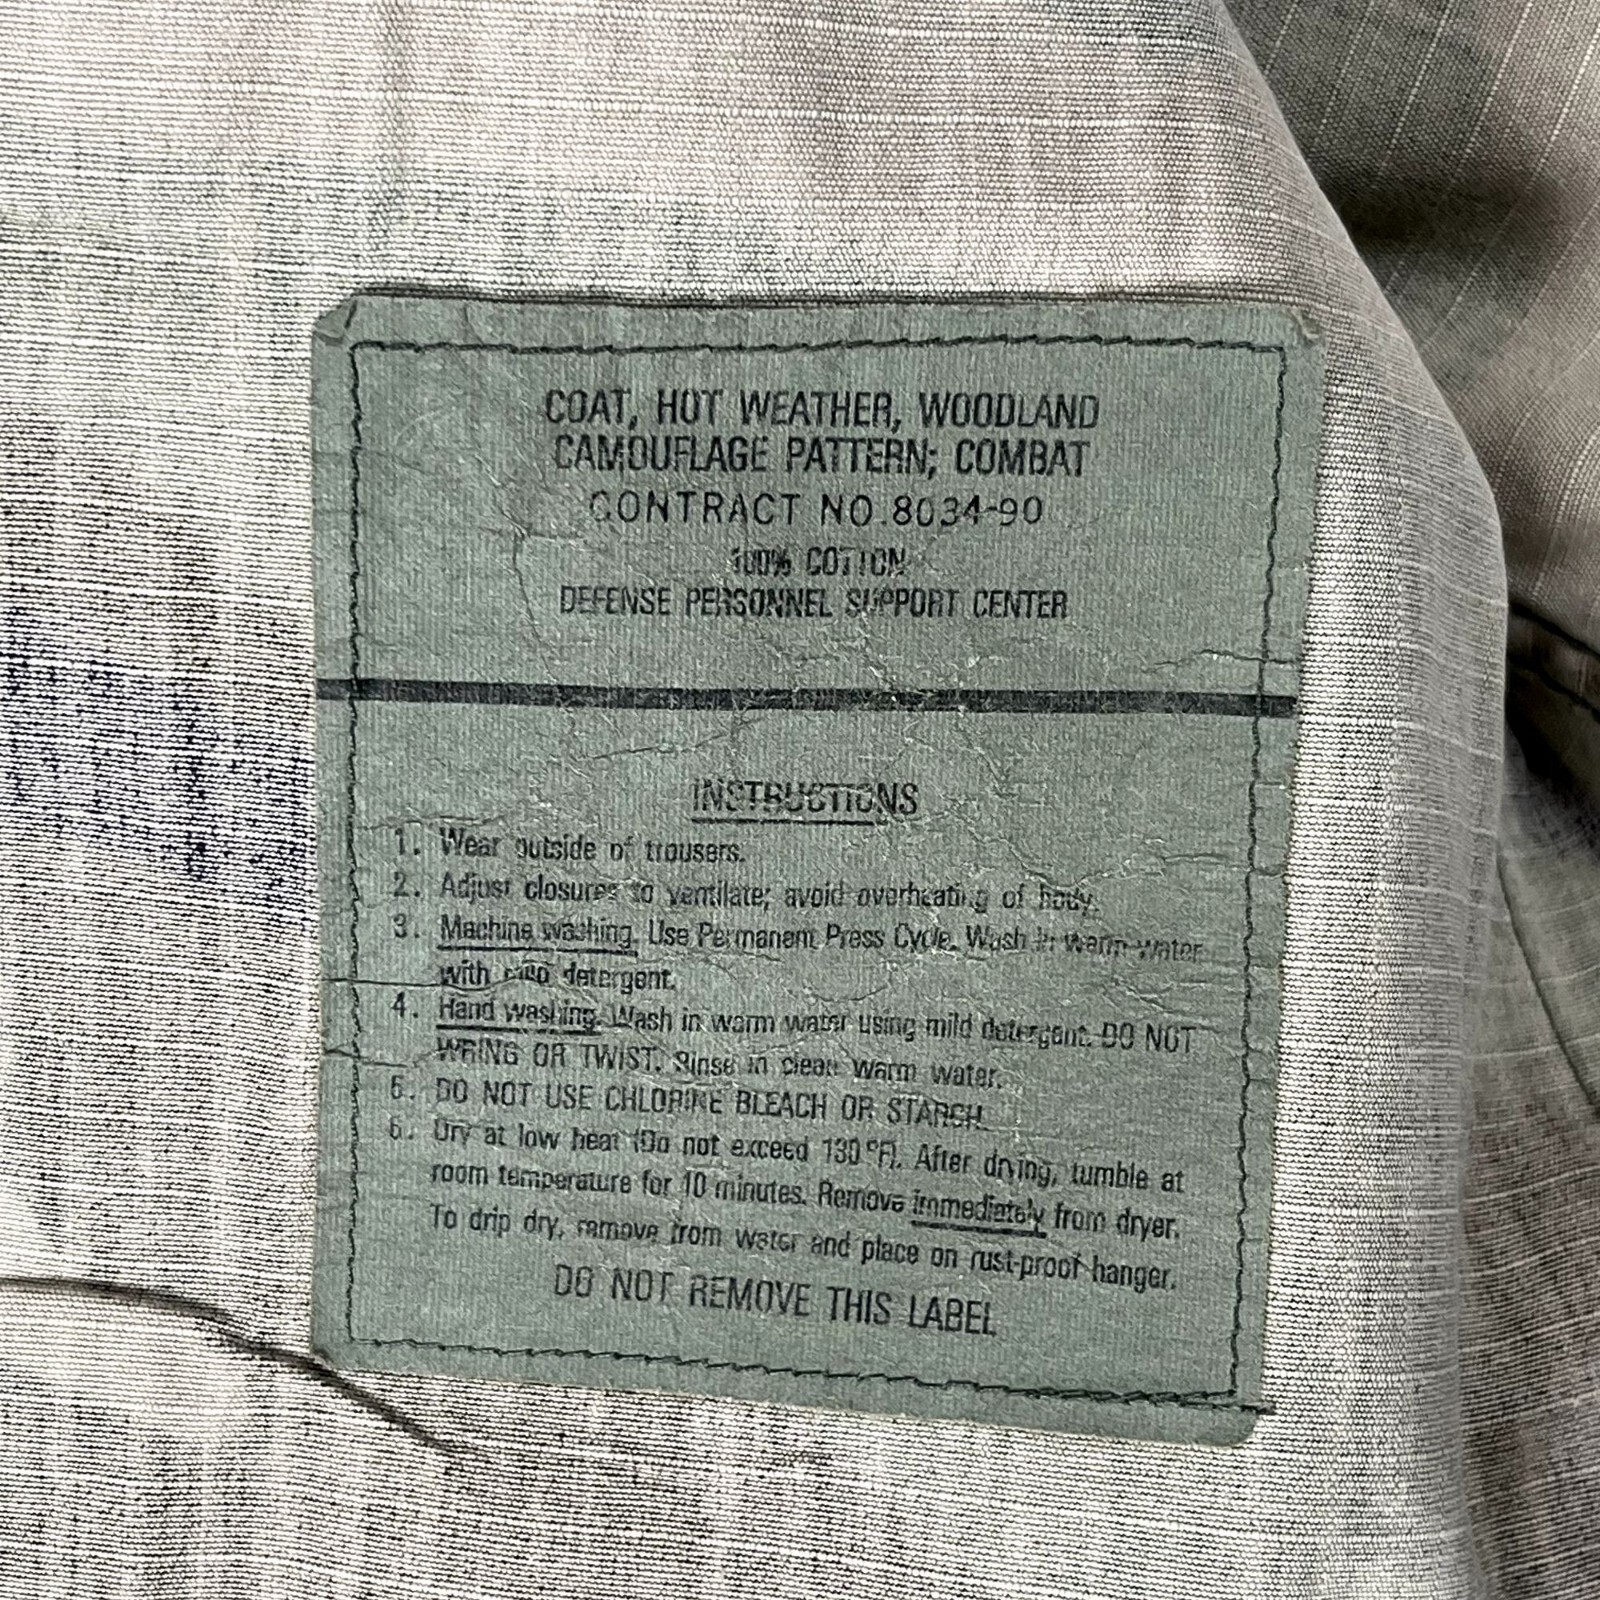 COAT, HOT WEATHER, WOODLAND
CAMOUFLAGE PATTERN; COMBAT
CONTRACT NO.8034-90
100% COTTON
DEFENSE PERSONNEL SUPPORT CENTER
INSTRUCTIONS
1. Wear outside of trousers.
2. Adjust closures to ventilate; avoid overheating of body.
3. Machine washing. Use Permanent Press Cycle. Wash in warm water
with mild detergent.
4. Hand washing. Wash in warm water using mild detergent. DO NOT
WRING OR TWIST. Rinse in clean warm water.
5. DO NOT USE CHLORINE BLEACH OR STARCH.
6. Dry at low heat (Do not exceed 130°F). After drying, tumble at
room temperature for 10 minutes. Remove immediately from dryer.
To drip dry, remove from water and place on rust-proof hanger.
DO NOT REMOVE THIS LABEL